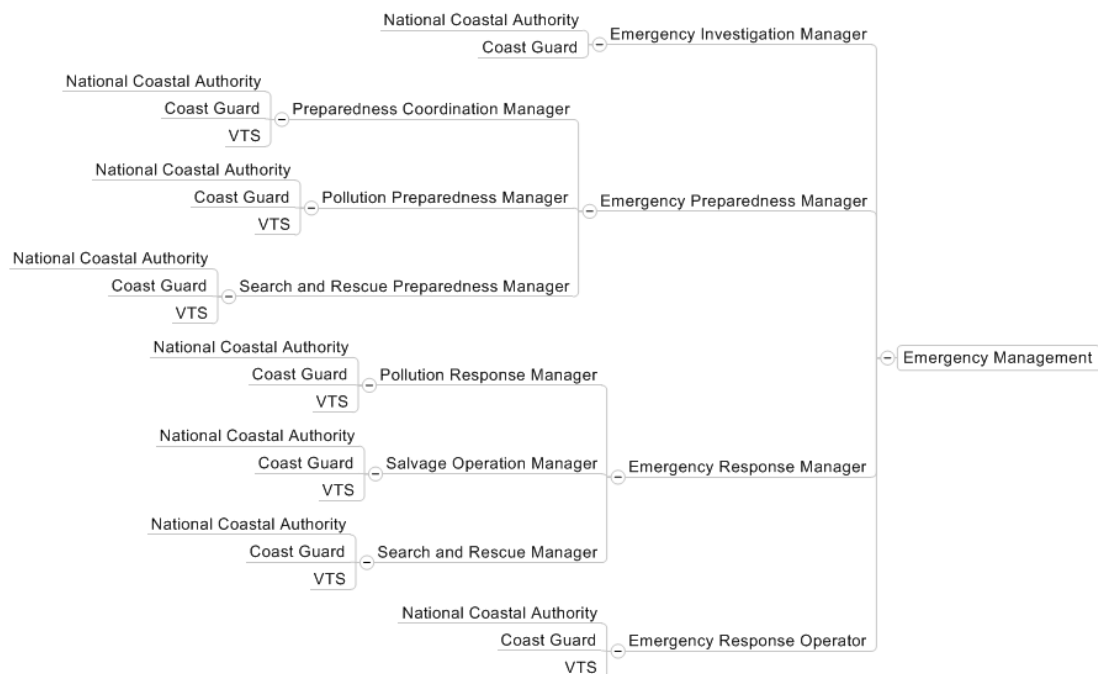 National Coastal Authority
Coast Guard
Emergency Investigation Manager
National Coastal Authority
Coast Guard
VTS
Preparedness Coordination Manager
National Coastal Authority
Coast Guard
VTS
Pollution Preparedness Manager
Emergency Preparedness Manager
National Coastal Authority
Coast Guard
VTS
Search and Rescue Preparedness Manager
National Coastal Authority
Coast Guard
VTS
Pollution Response Manager
Emergency Management
National Coastal Authority
Coast Guard
VTS
Salvage Operation Manager
Emergency Response Manager
National Coastal Authority
Coast Guard
VTS
Search and Rescue Manager
National Coastal Authority
Coast Guard
VTS
Emergency Response Operator